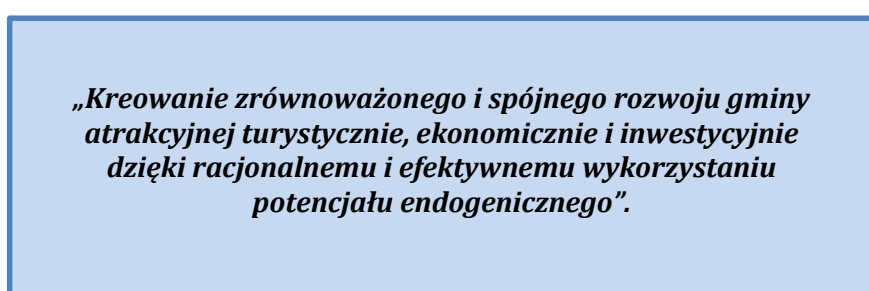 „Kreowanie zrównoważonego i spójnego rozwoju gminy
atrakcyjnej turystycznie, ekonomicznie i inwestycyjnie
dzięki racjonalnemu i efektywnemu wykorzystaniu
potencjału endogenicznego”.